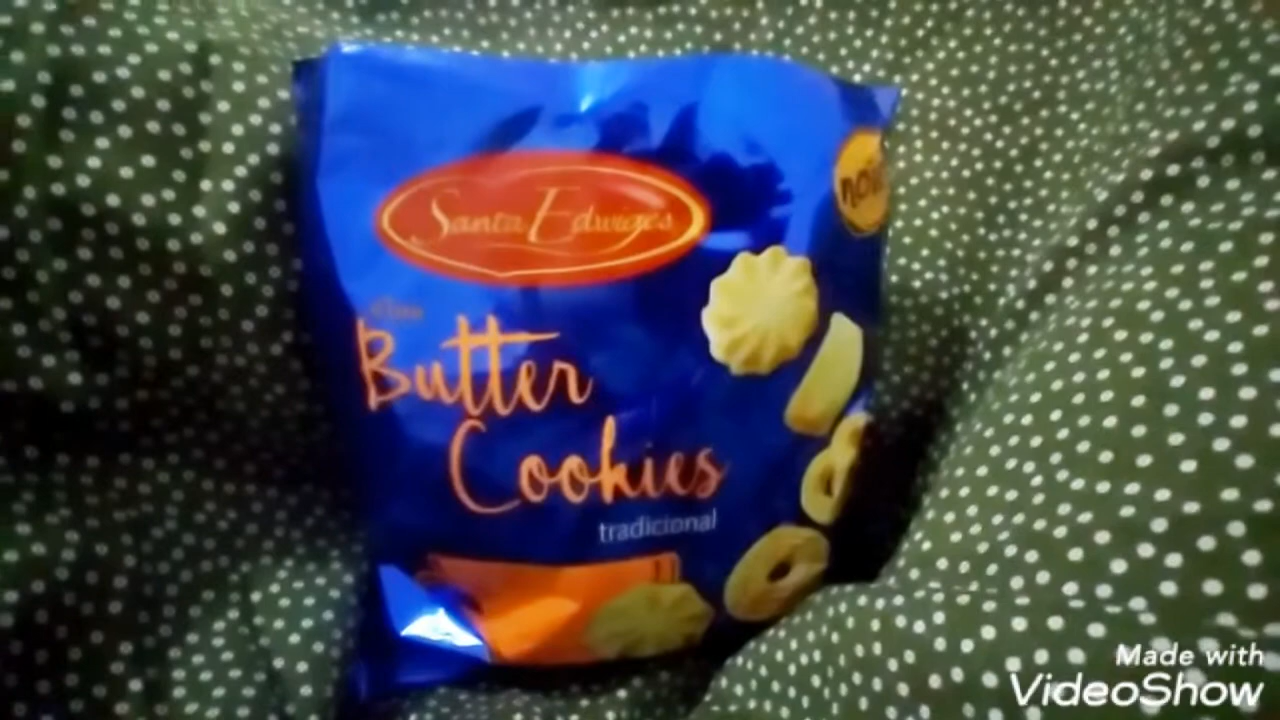 Santa Edwiges
Butter
Cookies
tradicional
Made with
VideoShow